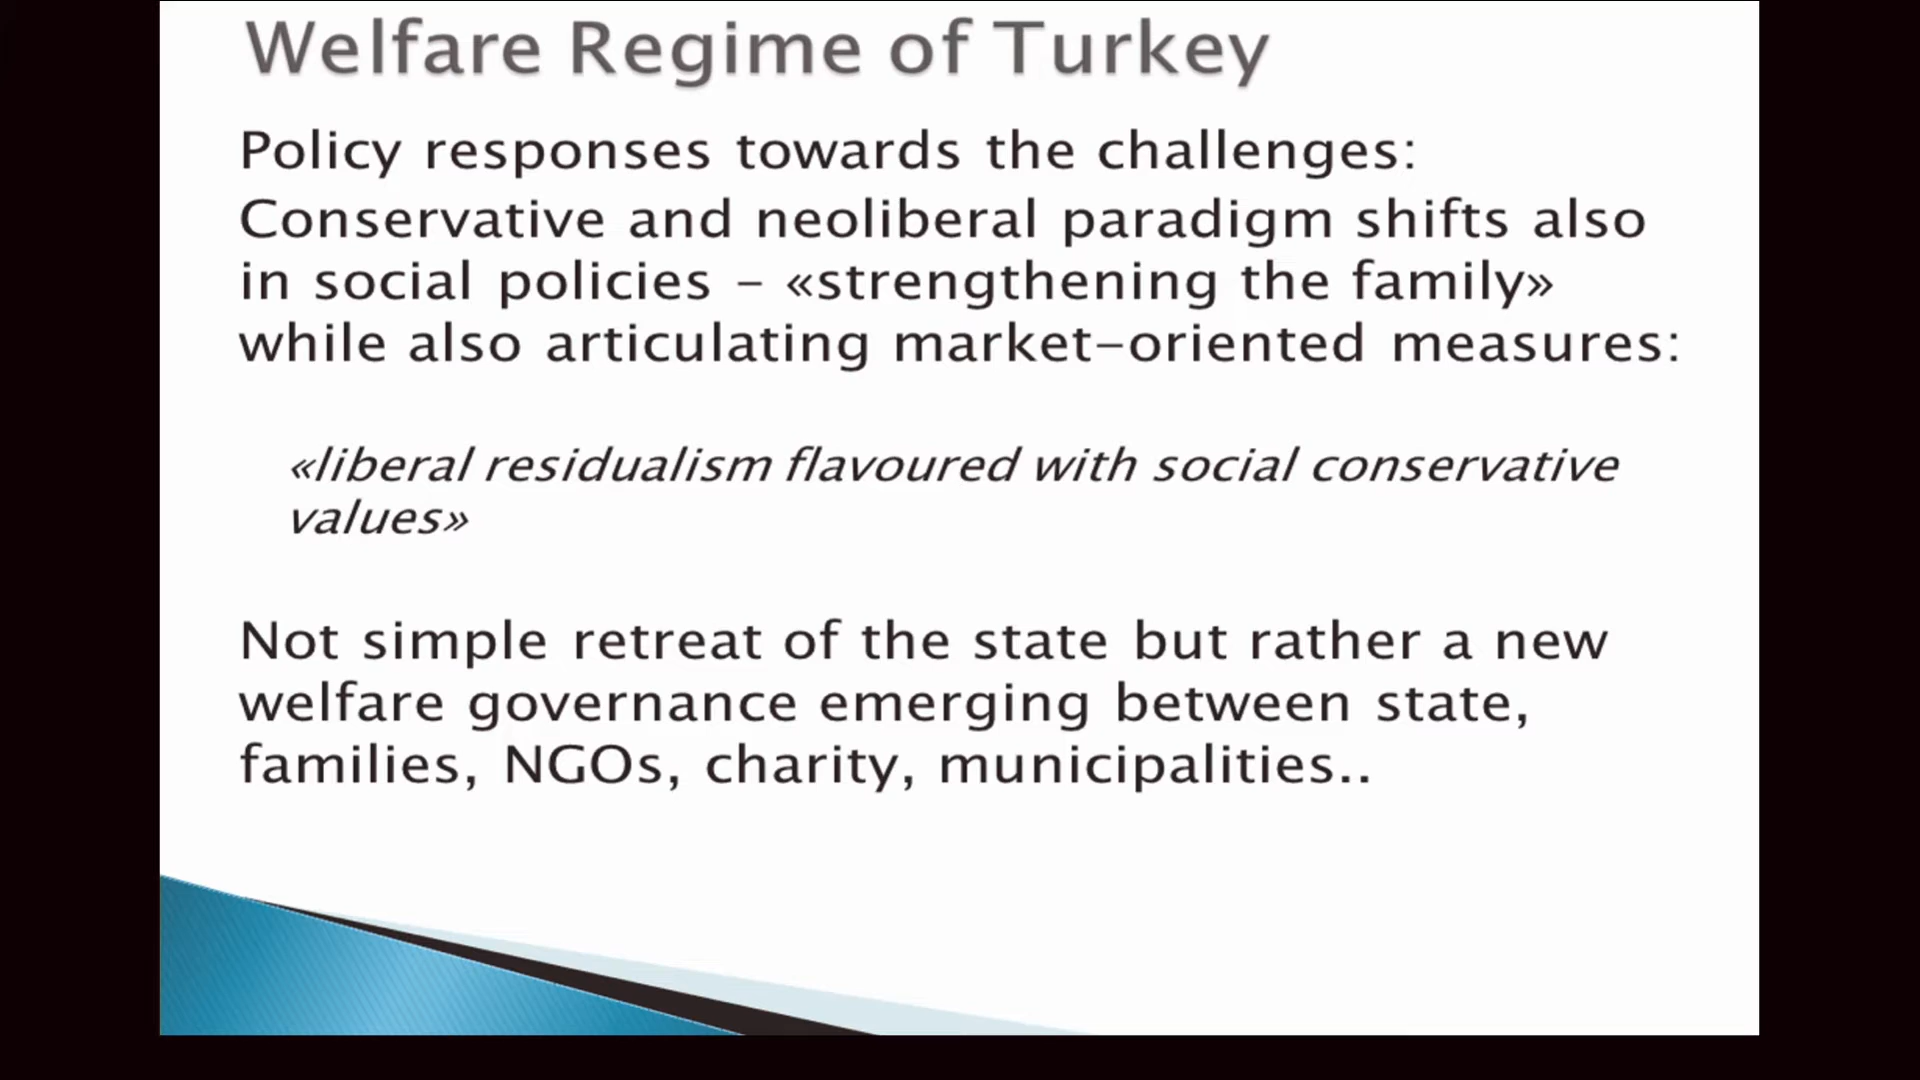 Welfare Regime of Turkey
Policy responses towards the challenges:
Conservative and neoliberal paradigm shifts also
in social policies – «strengthening the family»
while also articulating market-oriented measures:
«liberal residualism flavoured with social conservative
values»
Not simple retreat of the state but rather a new
welfare governance emerging between state,
families, NGOs, charity, municipalities..